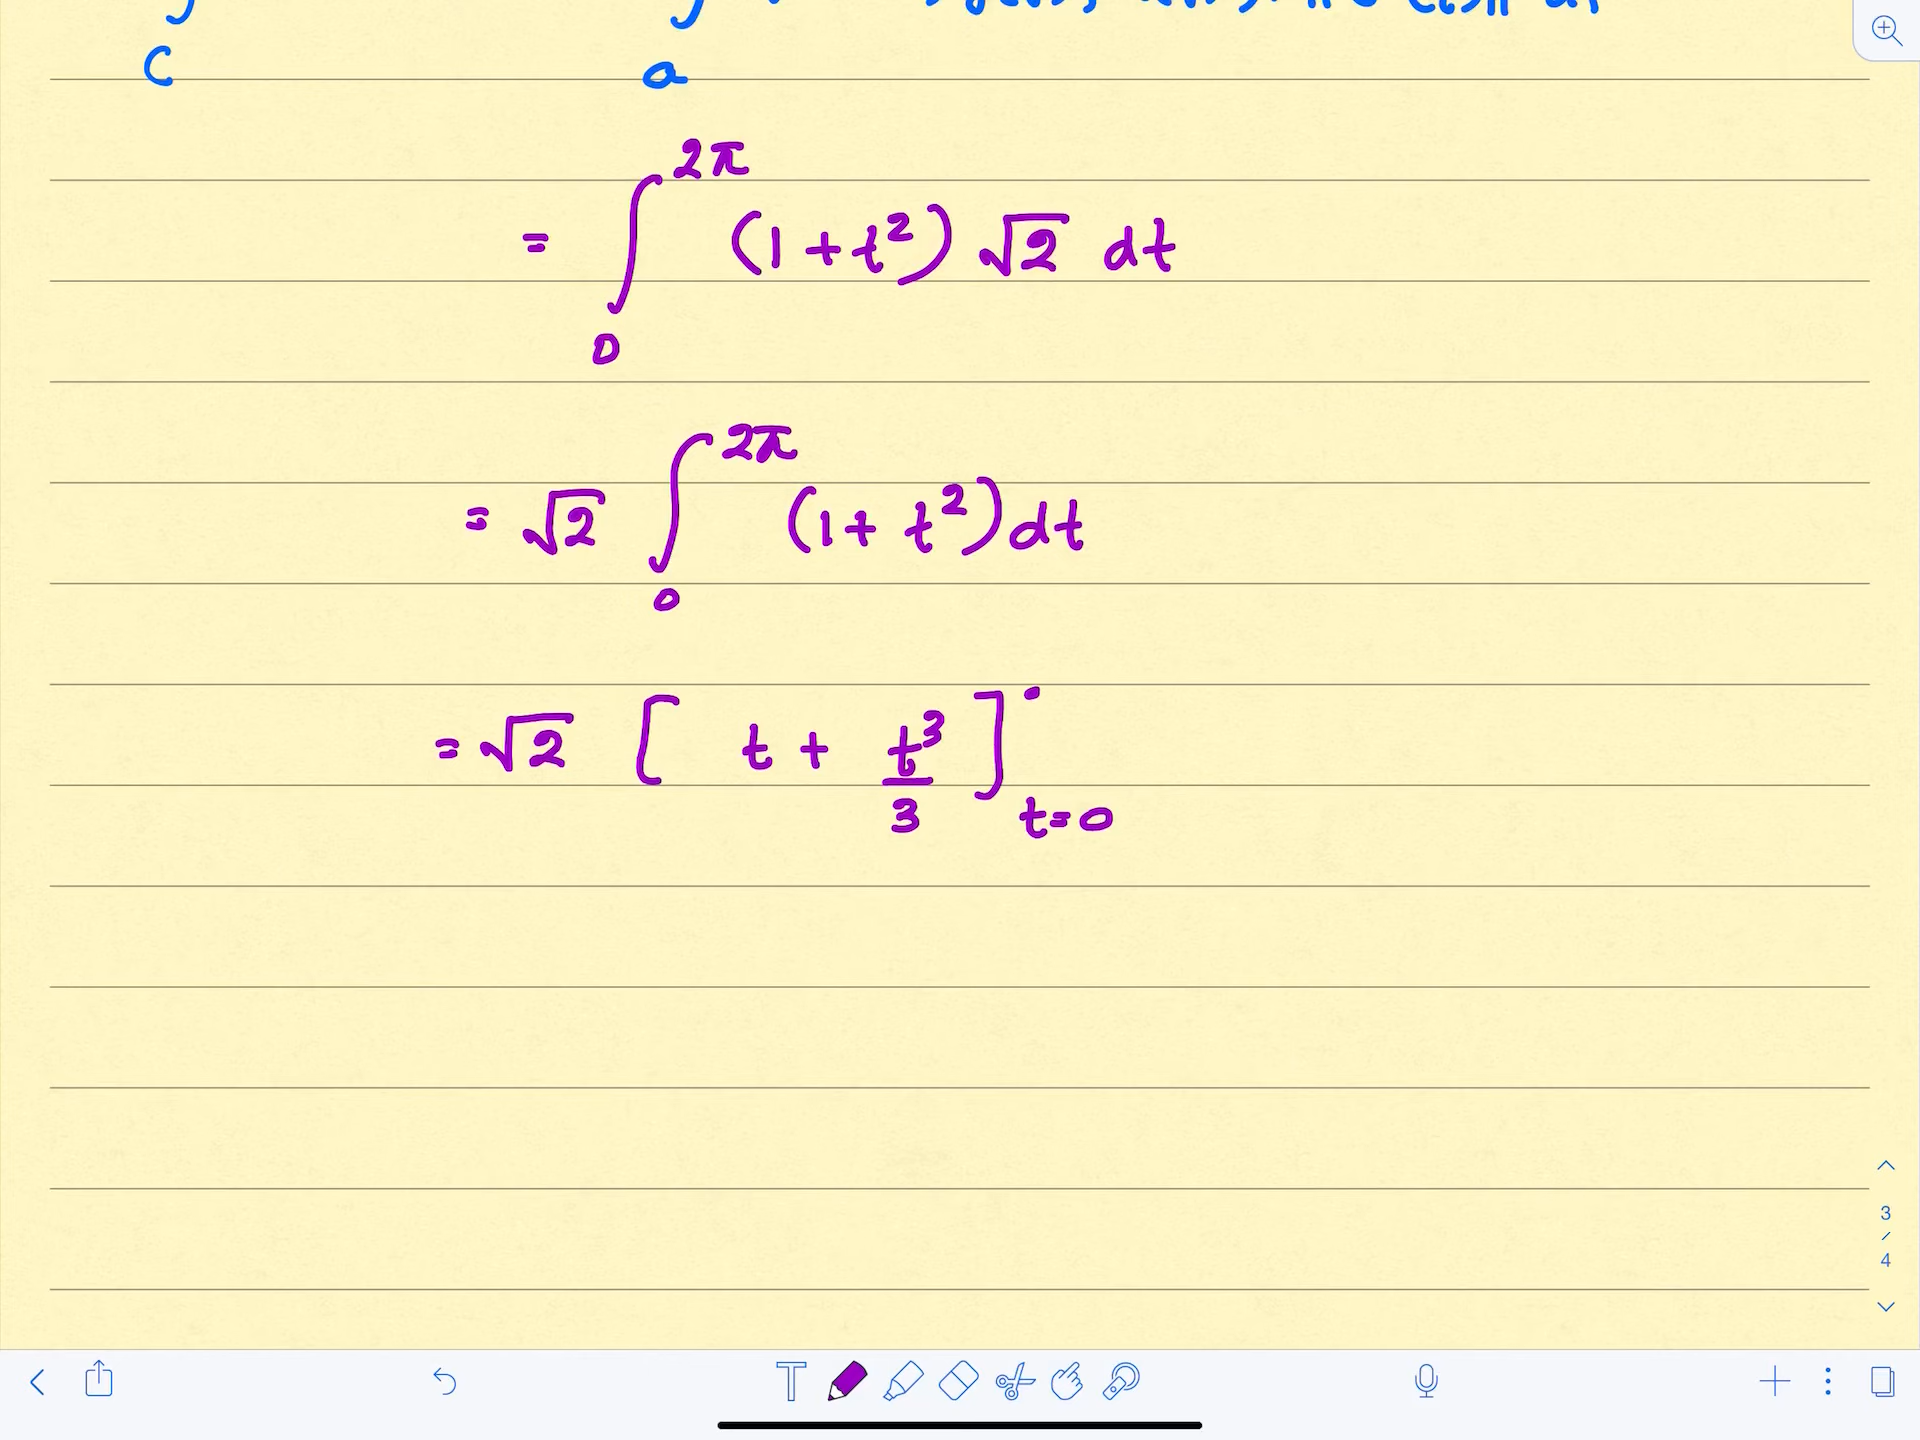 C a
= ∫₀^{2π} (1 + t²) √2 dt
= √2 ∫₀^{2π} (1 + t²) dt
= √2 [ t + t³/3 ]_{t=0}
3 / 4
T